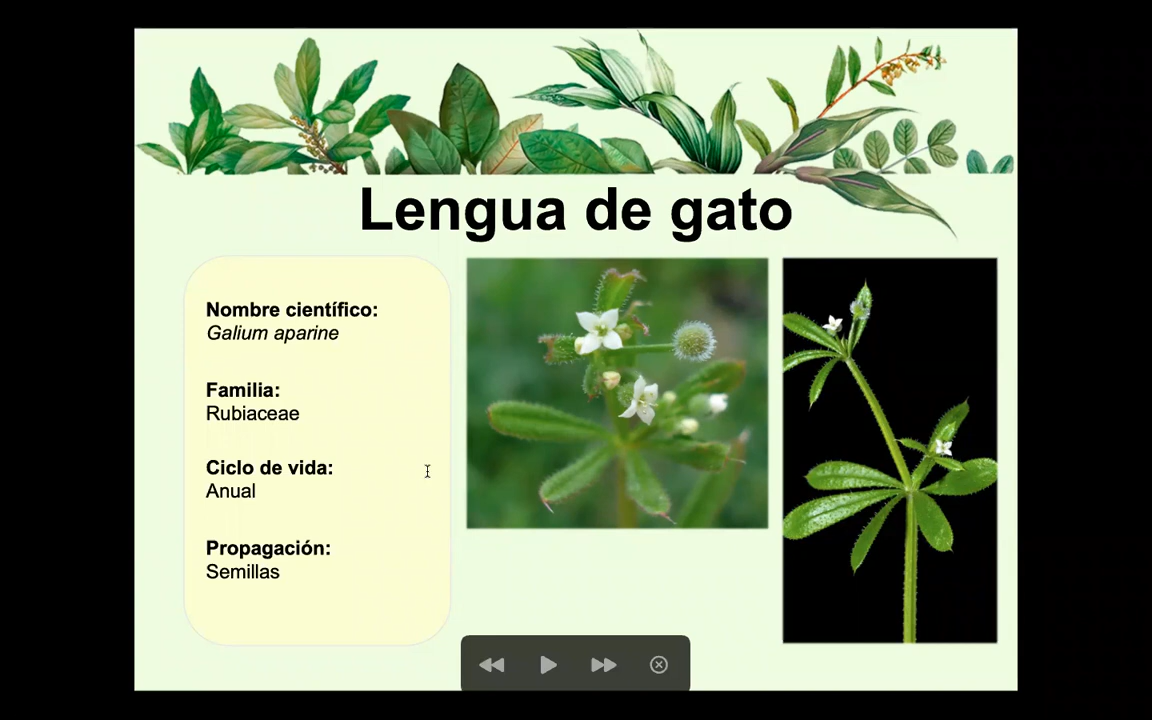 Lengua de gato
Nombre científico:
Galium aparine
Familia:
Rubiaceae
Ciclo de vida:
Anual
Propagación:
Semillas